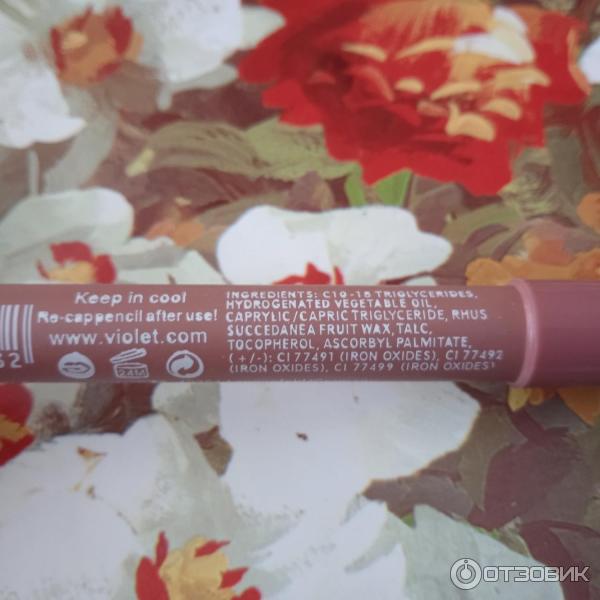 Keep in cool
Re-cappencil after use!
www.violet.com
32
24M
INGREDIENTS: C10-18 TRIGLYCERIDES,
HYDROGENATED VEGETABLE OIL,
CAPRYLIC/CAPRIC TRIGLYCERIDE, RHUS
SUCCEDANEA FRUIT WAX, TALC,
TOCOPHEROL, ASCORBYL PALMITATE,
(+/-): CI 77491 (IRON OXIDES), CI 77492
(IRON OXIDES), CI 77499 (IRON OXIDES)
ОТЗОВИК